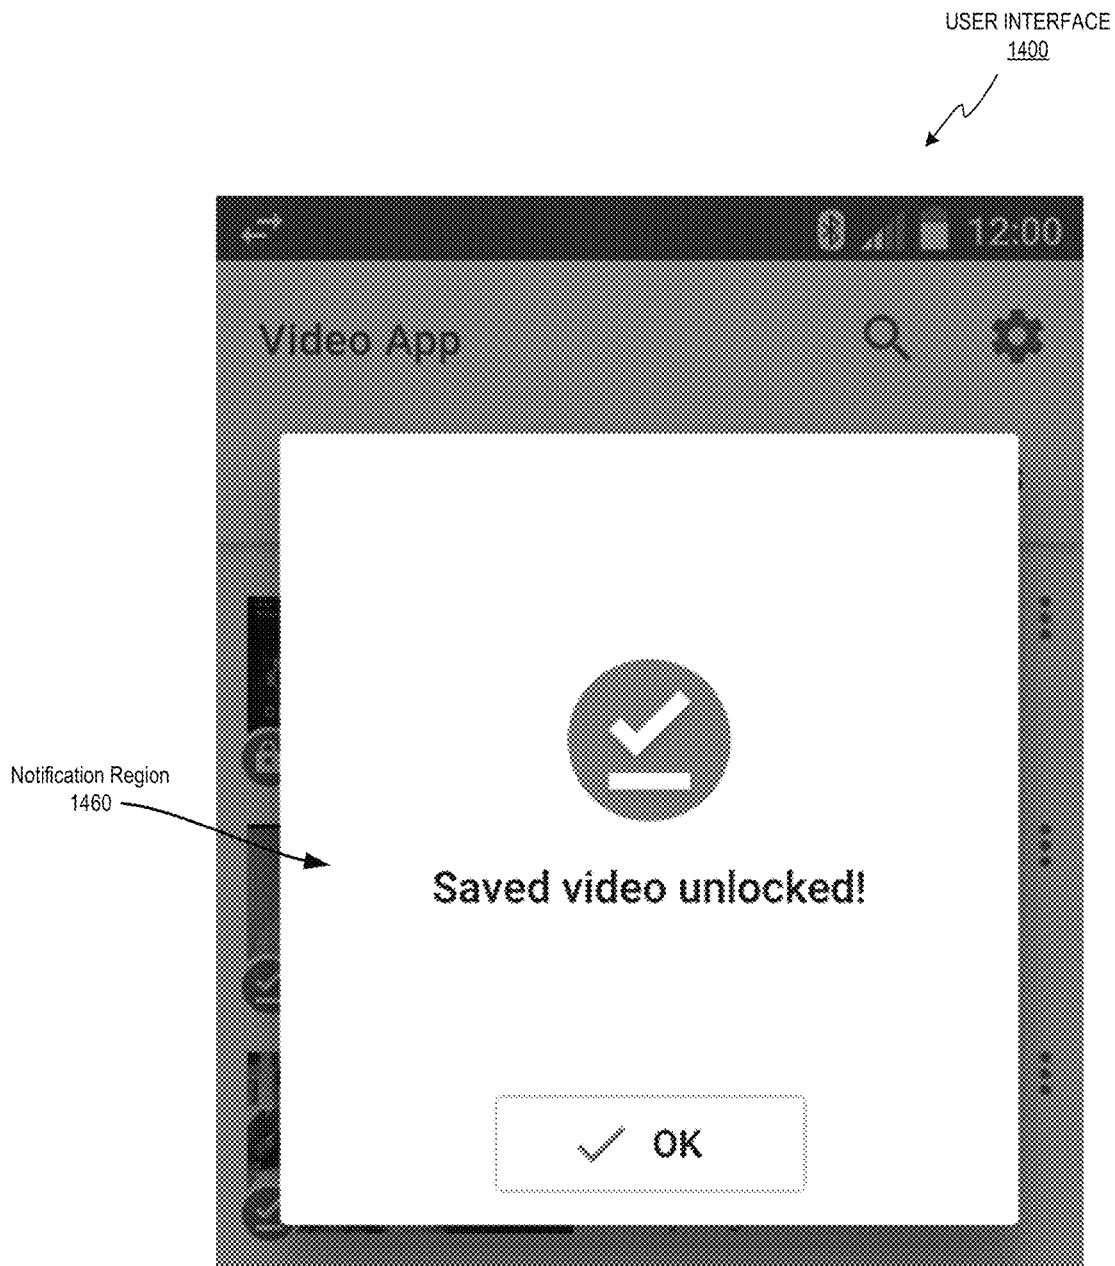 USER INTERFACE
1400
12:00
Video App
Notification Region
1460
Saved video unlocked!
OK